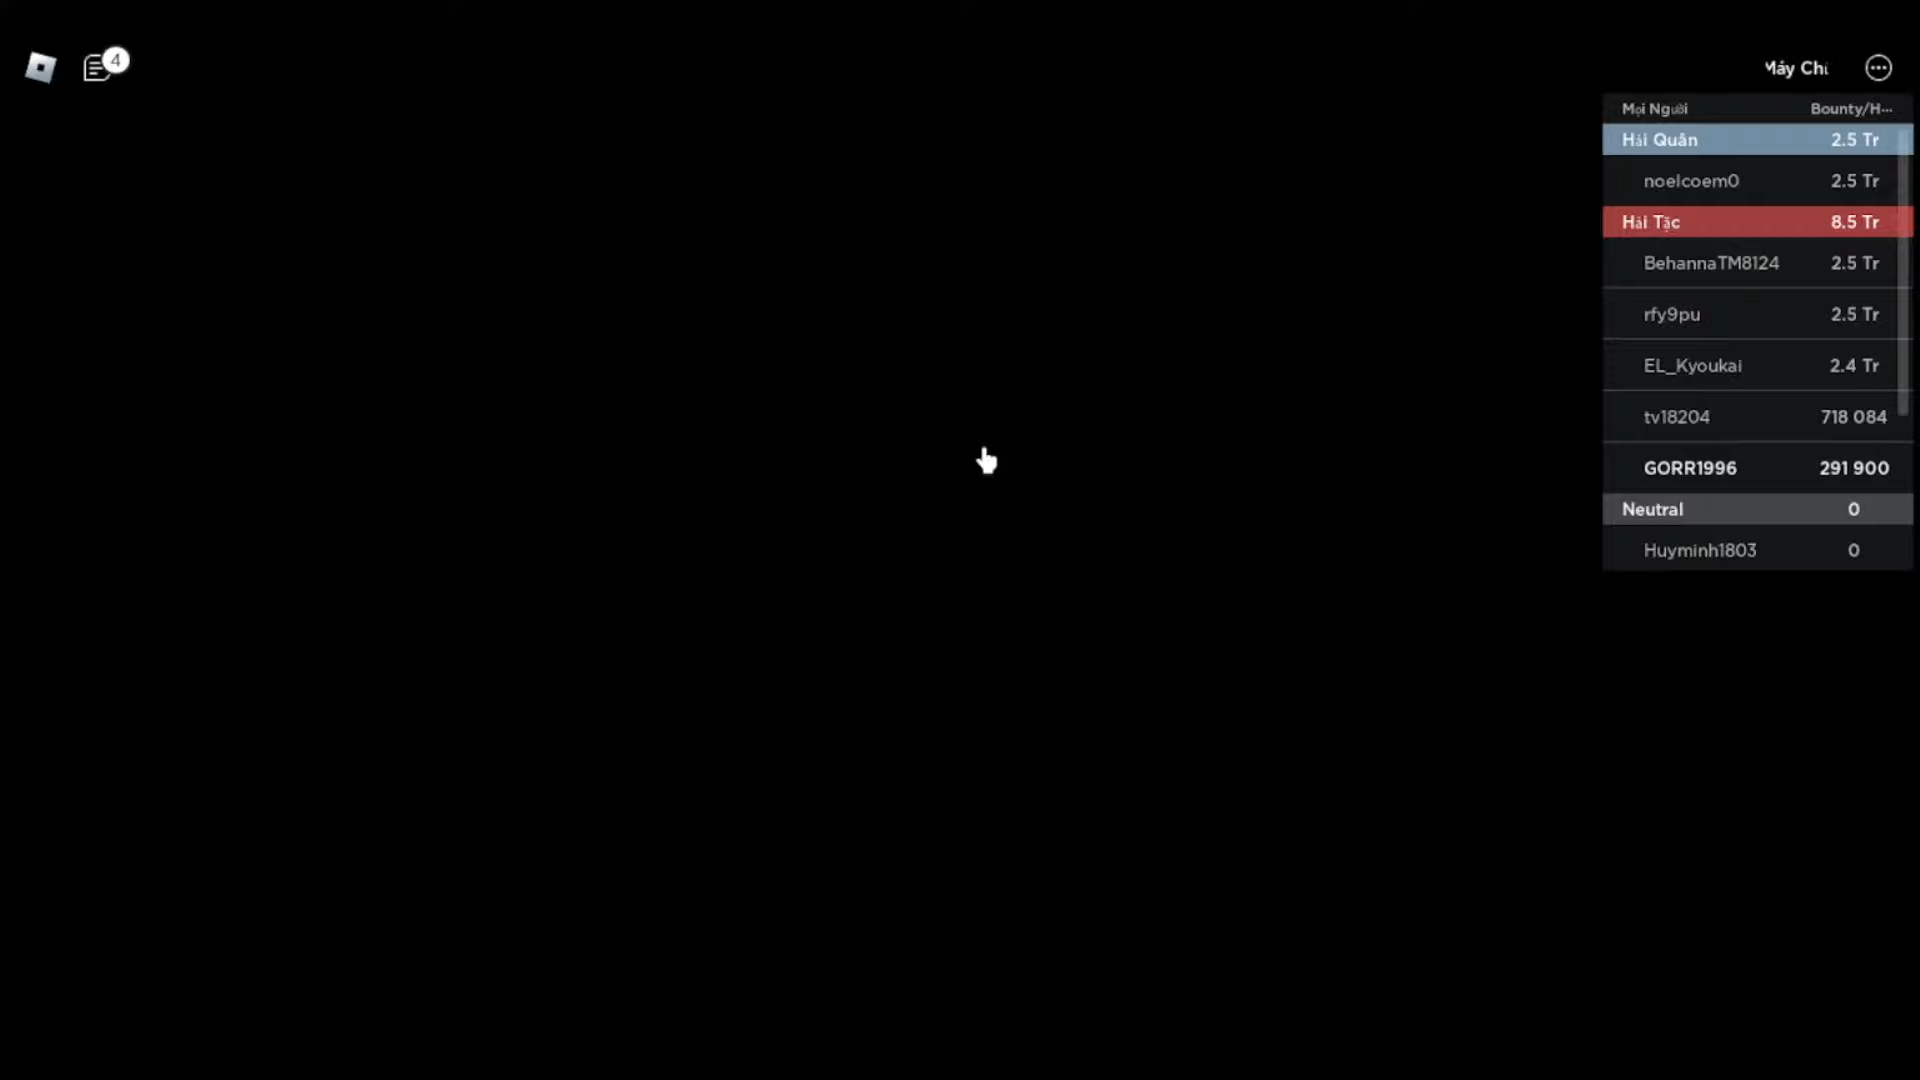 4
Máy Chủ
Mọi Người Bounty/H...
Hải Quân 2.5 Tr
noelcoem0 2.5 Tr
Hải Tặc 8.5 Tr
BehannaTM8124 2.5 Tr
rfy9pu 2.5 Tr
EL_Kyoukai 2.4 Tr
tv18204 718 084
GORR1996 291 900
Neutral 0
Huyminh1803 0